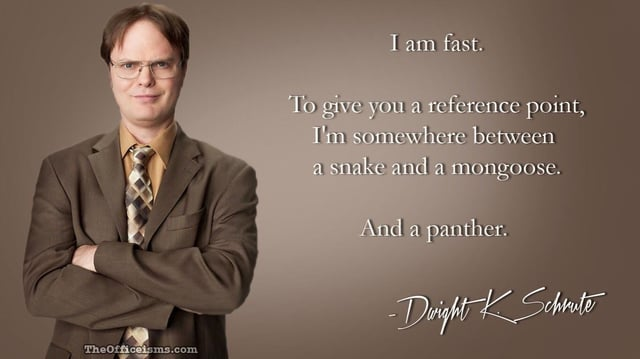 I am fast.
To give you a reference point,
I'm somewhere between
a snake and a mongoose.
And a panther.
-Dwight K. Schrute
TheOfficeisms.com